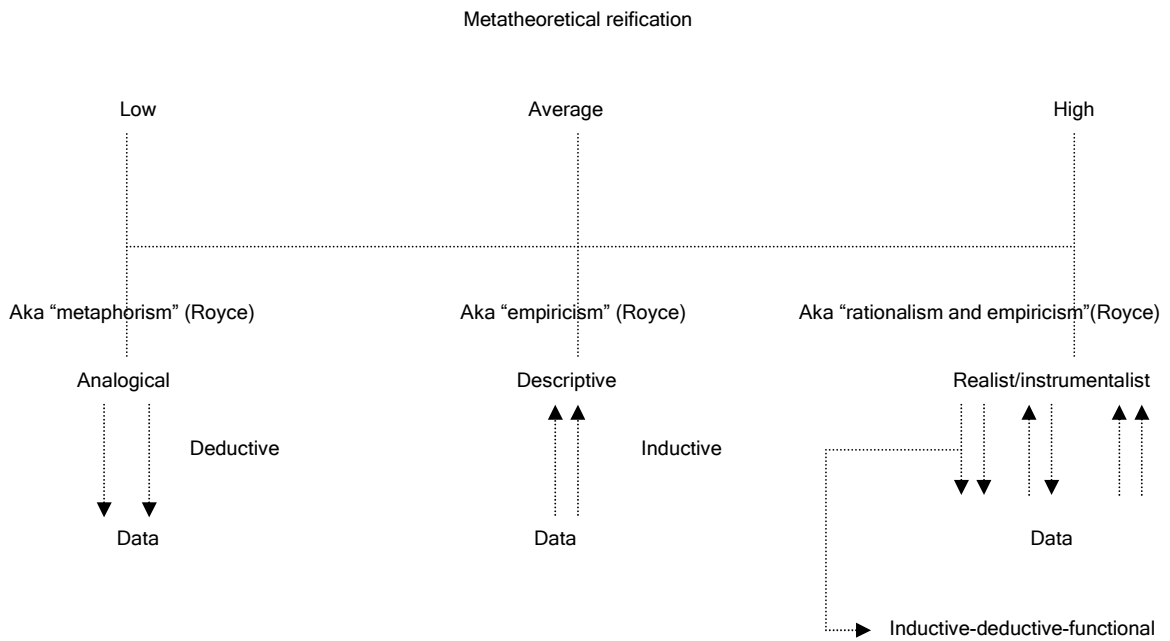 Metatheoretical reification
Low Average High
Aka “metaphorism” (Royce) Aka “empiricism” (Royce) Aka “rationalism and empiricism”(Royce)
Analogical Descriptive Realist/instrumentalist
Deductive Inductive
Data Data Data
Inductive-deductive-functional